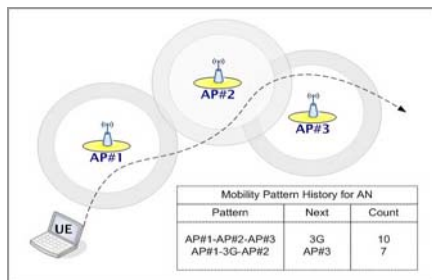 AP#2
AP#1
AP#3
UE
Mobility Pattern History for AN
Pattern Next Count
AP#1-AP#2-AP#3 3G 10
AP#1-3G-AP#2 AP#3 7